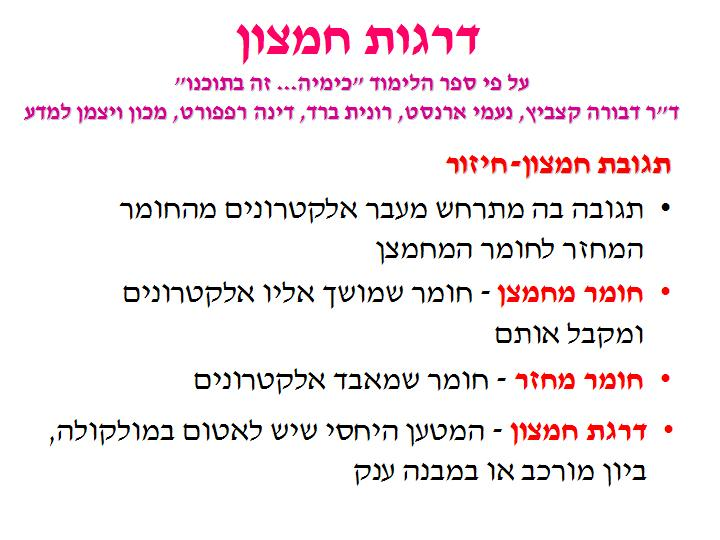 דרגות חמצון
על פי ספר הלימוד "כימיה... זה בתוכנו"
ד"ר דבורה קצביץ, נעמי ארנסט, רונית ברד, דינה רפפורט, מכון ויצמן למדע
תגובת חמצון-חיזור
• תגובה בה מתרחש מעבר אלקטרונים מהחומר
המחזר לחומר המחמצן
• חומר מחמצן - חומר שמושך אליו אלקטרונים
ומקבל אותם
• חומר מחזר - חומר שמאבד אלקטרונים
• דרגת חמצון - המטען היחסי שיש לאטום במולקולה,
ביון מורכב או במבנה ענק